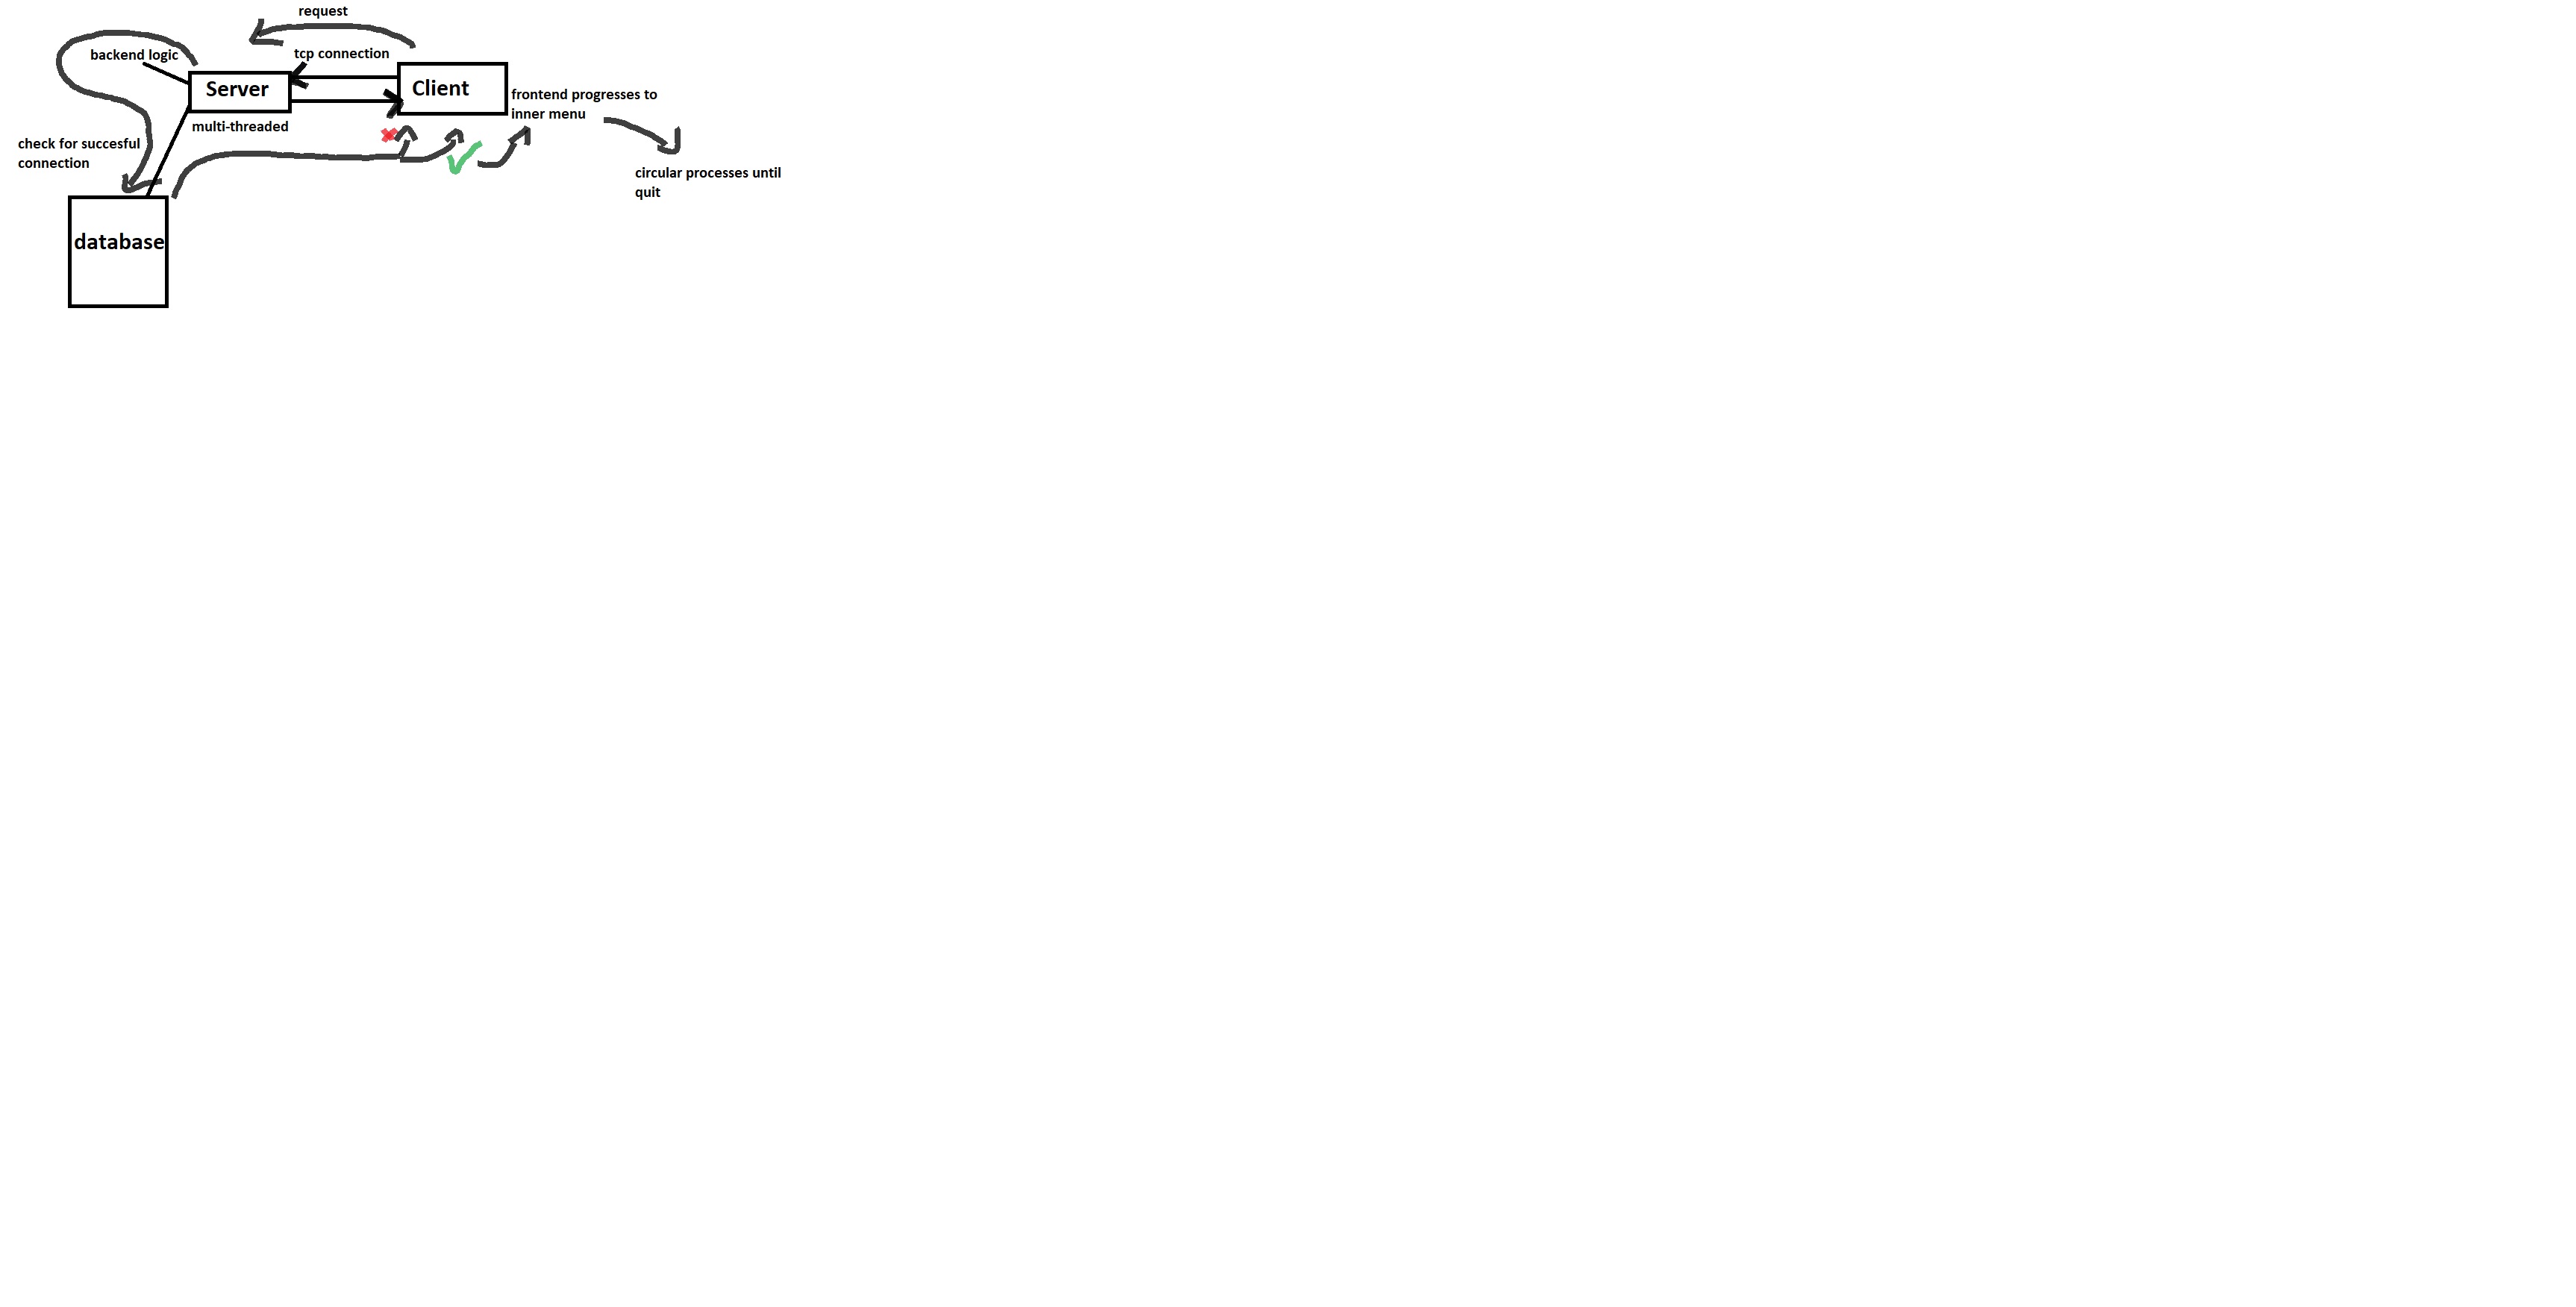 request
tcp connection
backend logic
Server
Client
frontend progresses to
inner menu
multi-threaded
check for succesful
connection
circular processes until
quit
database